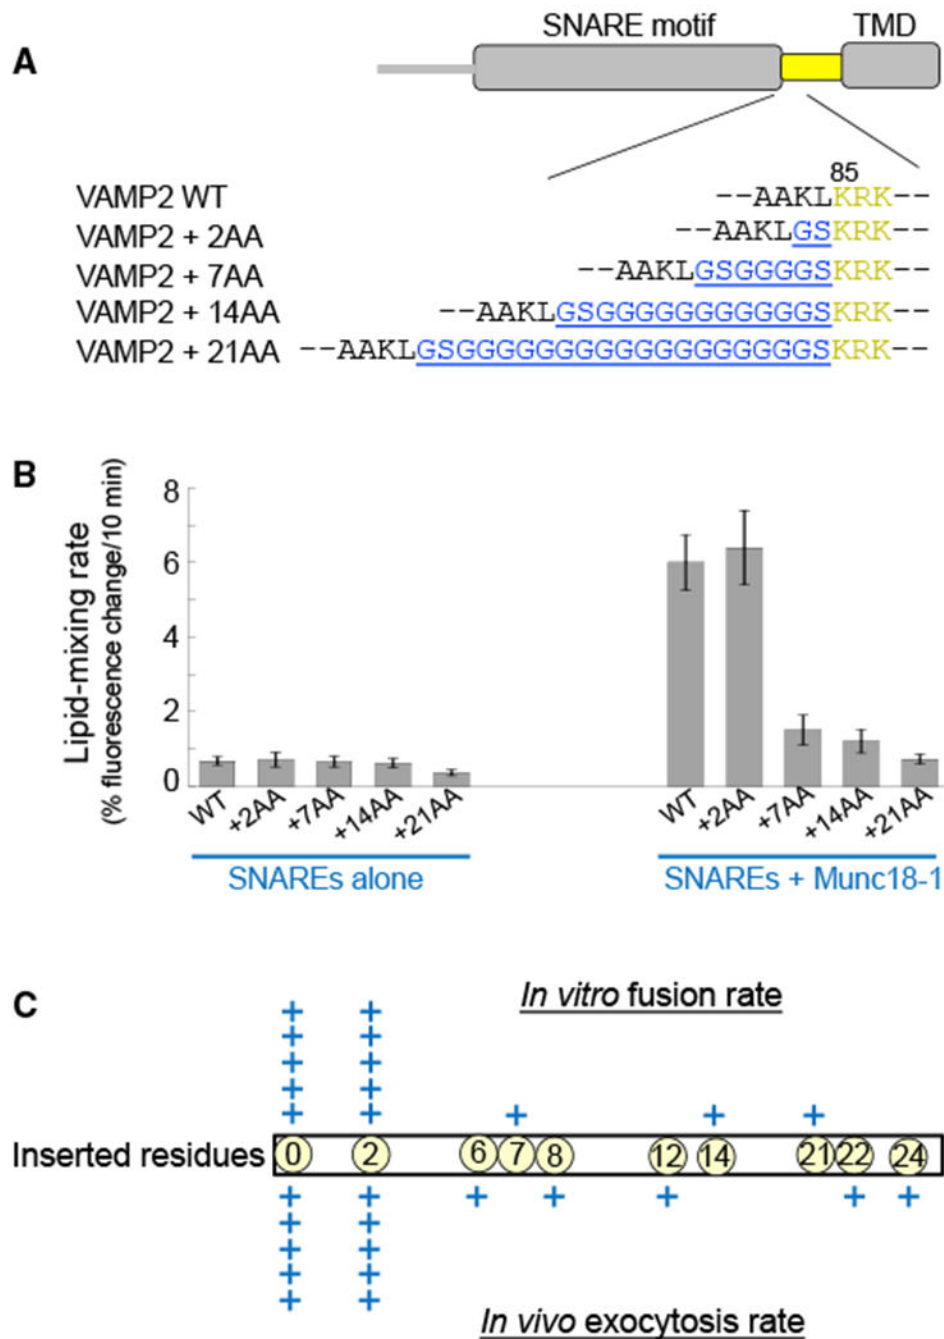 A
SNARE motif TMD
85
VAMP2 WT --AAKLKRK--
VAMP2 + 2AA --AAKLGSKRK--
VAMP2 + 7AA --AAKLGSGGGGSKRK--
VAMP2 + 14AA --AAKLGSGGGGGGGGGGGSKRK--
VAMP2 + 21AA --AAKLGSGGGGGGGGGGGGGGGGGGSKRK--
B
Lipid-mixing rate
(% fluorescence change/10 min)
8
6
4
2
0
WT +2AA +7AA +14AA +21AA WT +2AA +7AA +14AA +21AA
SNAREs alone SNAREs + Munc18-1
C
In vitro fusion rate
+ +
+ +
+ +
+ +
+ + + + +
Inserted residues 0 2 6 7 8 12 14 21 22 24
+ + + + + + +
+ +
+ +
+ +
+ +
In vivo exocytosis rate